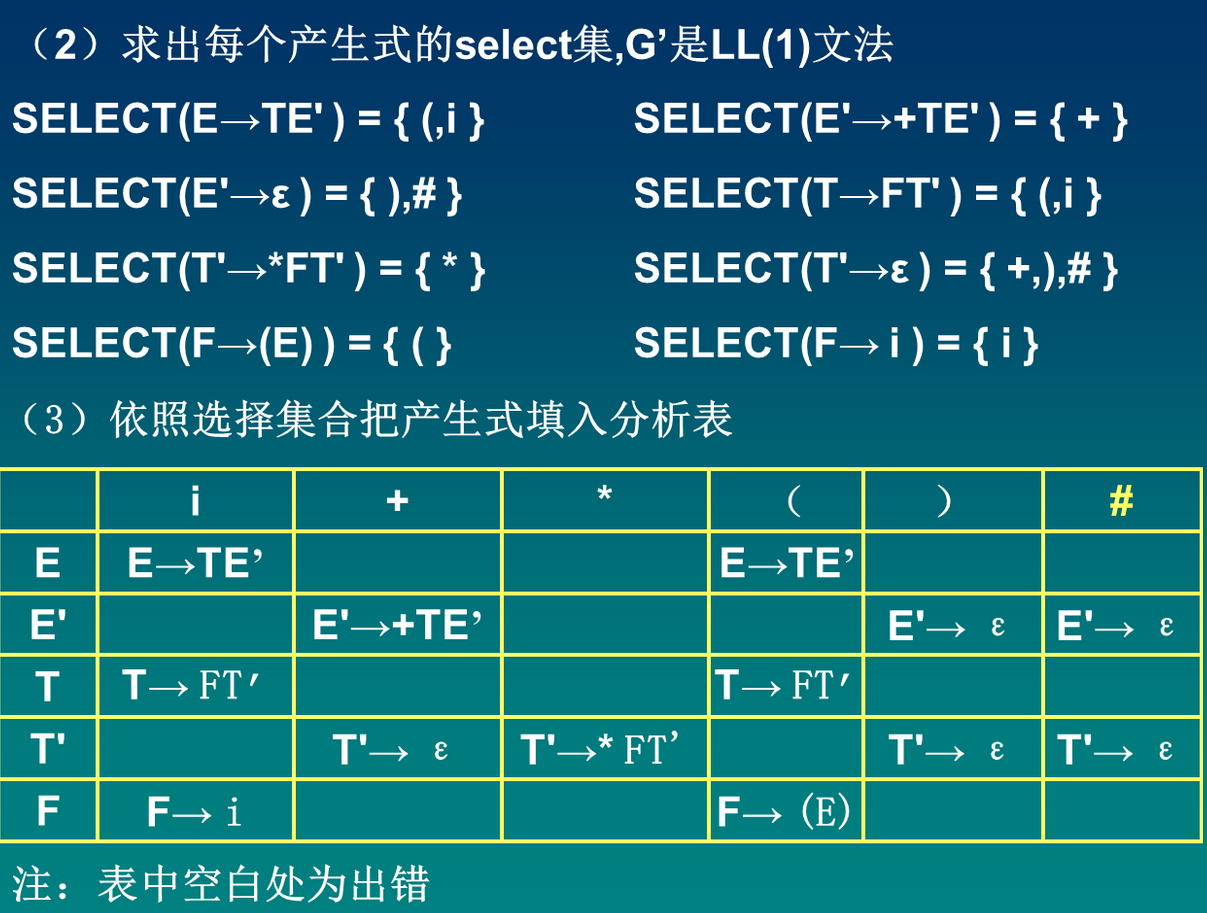 （2）求出每个产生式的select集,G’是LL(1)文法
SELECT(E→TE' ) = { (,i } SELECT(E'→+TE' ) = { + }
SELECT(E'→ε ) = { ),# } SELECT(T→FT' ) = { (,i }
SELECT(T'→*FT' ) = { * } SELECT(T'→ε ) = { +,),# }
SELECT(F→(E) ) = { ( } SELECT(F→ i ) = { i }
（3）依照选择集合把产生式填入分析表
i + * （ ） #
E E→TE’ E→TE’
E' E'→+TE’ E'→ ε E'→ ε
T T→ FT′ T→ FT′
T' T'→ ε T'→* FT’ T'→ ε T'→ ε
F F→ i F→ (E)
注：表中空白处为出错